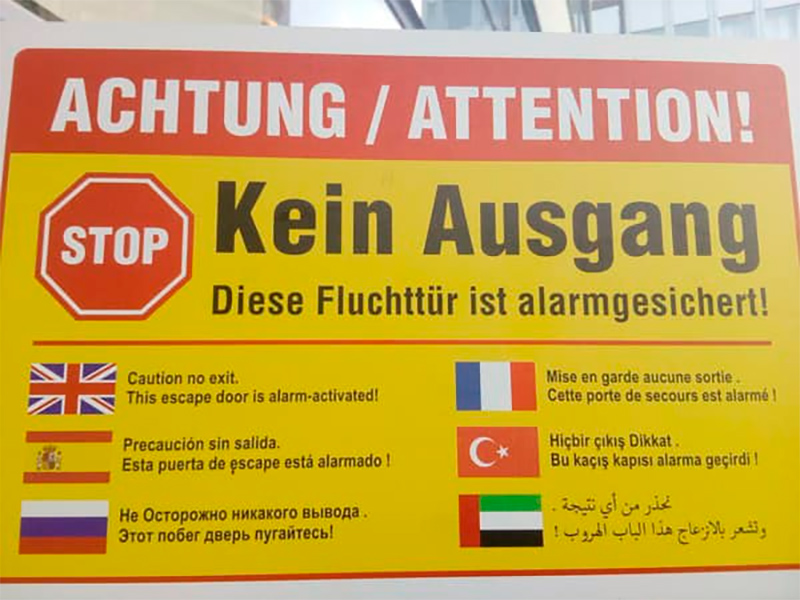 ACHTUNG / ATTENTION!
STOP
Kein Ausgang
Diese Fluchttür ist alarmgesichert!
Caution no exit.
This escape door is alarm-activated!
Mise en garde aucune sortie .
Cette porte de secours est alarmé !
Precaución sin salida.
Esta puerta de escape está alarmado !
Hiçbir çıkış Dikkat .
Bu kaçış kapısı alarma geçirdi !
Не Осторожно никакого вывода .
Этот побег дверь пугайтесь!
نحذر من أي نتيجة .
وتشعر بالانزعاج هذا الباب الهروب !